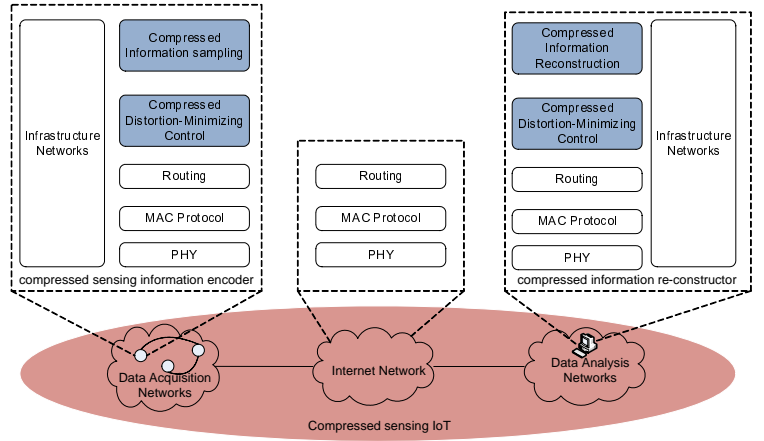 Infrastructure
Networks
Compressed
Information sampling
Compressed
Distortion-Minimizing
Control
Routing
MAC Protocol
PHY
compressed sensing information encoder
Routing
MAC Protocol
PHY
Compressed
Information
Reconstruction
Compressed
Distortion-Minimizing
Control
Routing
MAC Protocol
PHY
Infrastructure
Networks
compressed information re-constructor
Data Acquisition
Networks
Internet Network
Data Analysis
Networks
Compressed sensing IoT